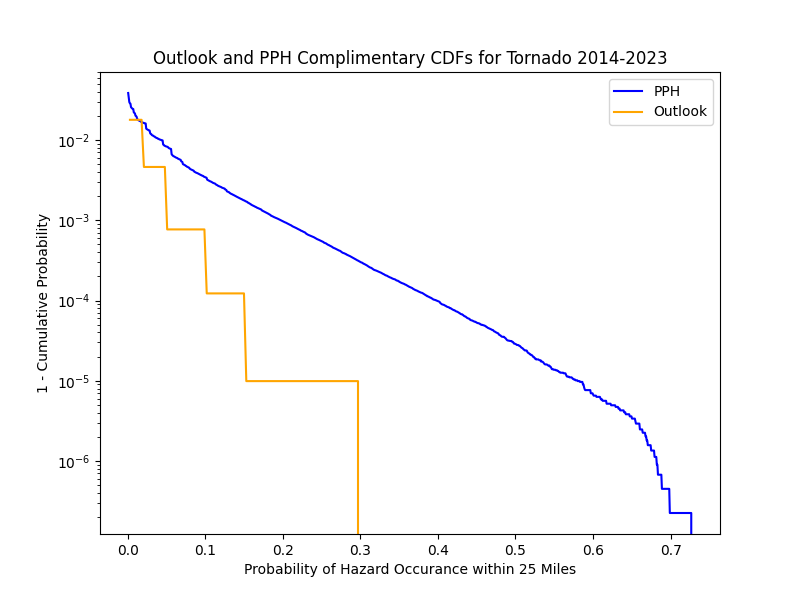 Outlook and PPH Complimentary CDFs for Tornado 2014-2023
PPH
Outlook
10⁻²
10⁻³
10⁻⁴
10⁻⁵
10⁻⁶
1 - Cumulative Probability
0.0 0.1 0.2 0.3 0.4 0.5 0.6 0.7
Probability of Hazard Occurance within 25 Miles